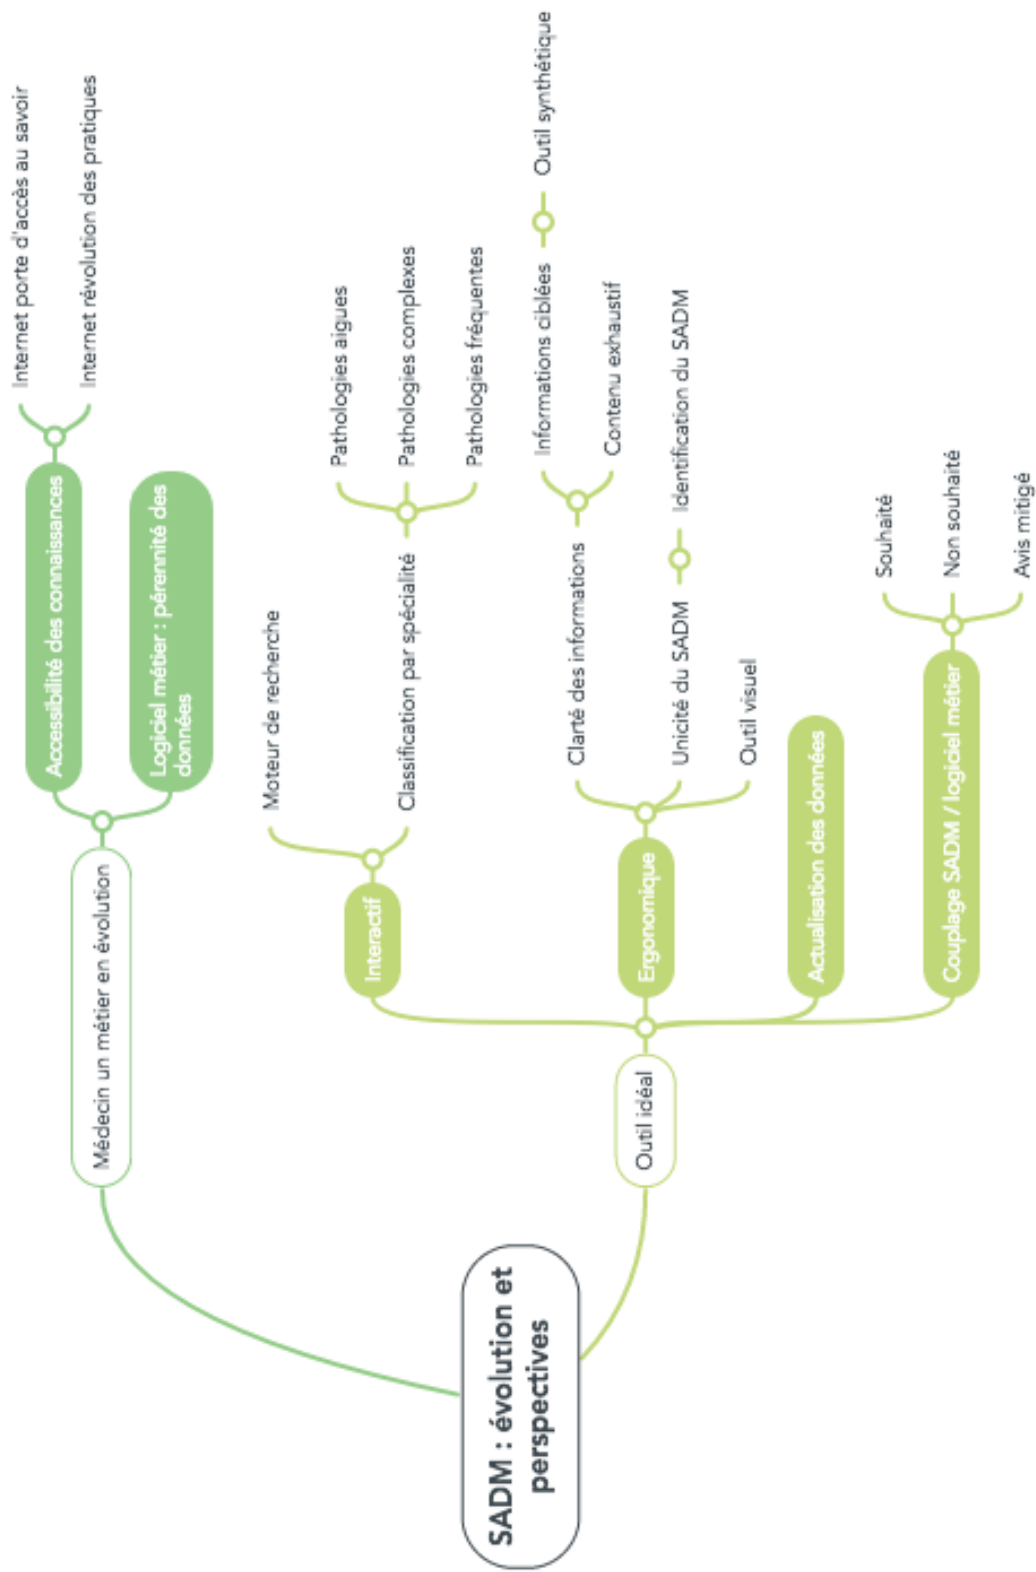 SADM : évolution et
perspectives
Médecin un métier en évolution
Accessibilité des connaissances
Internet porte d'accès au savoir
Internet révolution des pratiques
Logiciel métier : pérennité des
données
Outil idéal
Interactif
Moteur de recherche
Classification par spécialité
Pathologies aigues
Pathologies complexes
Pathologies fréquentes
Ergonomique
Clarté des informations
Informations ciblées
Outil synthétique
Contenu exhaustif
Unicité du SADM
Identification du SADM
Outil visuel
Actualisation des données
Couplage SADM / logiciel métier
Souhaité
Non souhaité
Avis mitigé